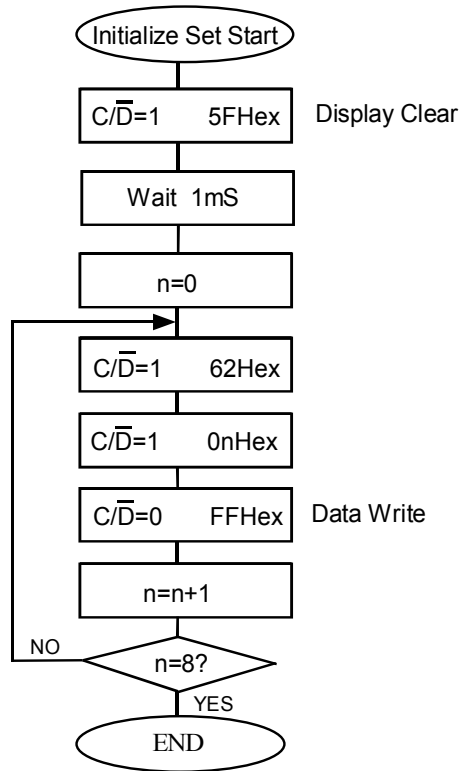 Initialize Set Start
C/D̅=1 5FHex Display Clear
Wait 1mS
n=0
C/D̅=1 62Hex
C/D̅=1 0nHex
C/D̅=0 FFHex Data Write
n=n+1
NO n=8?
YES
END